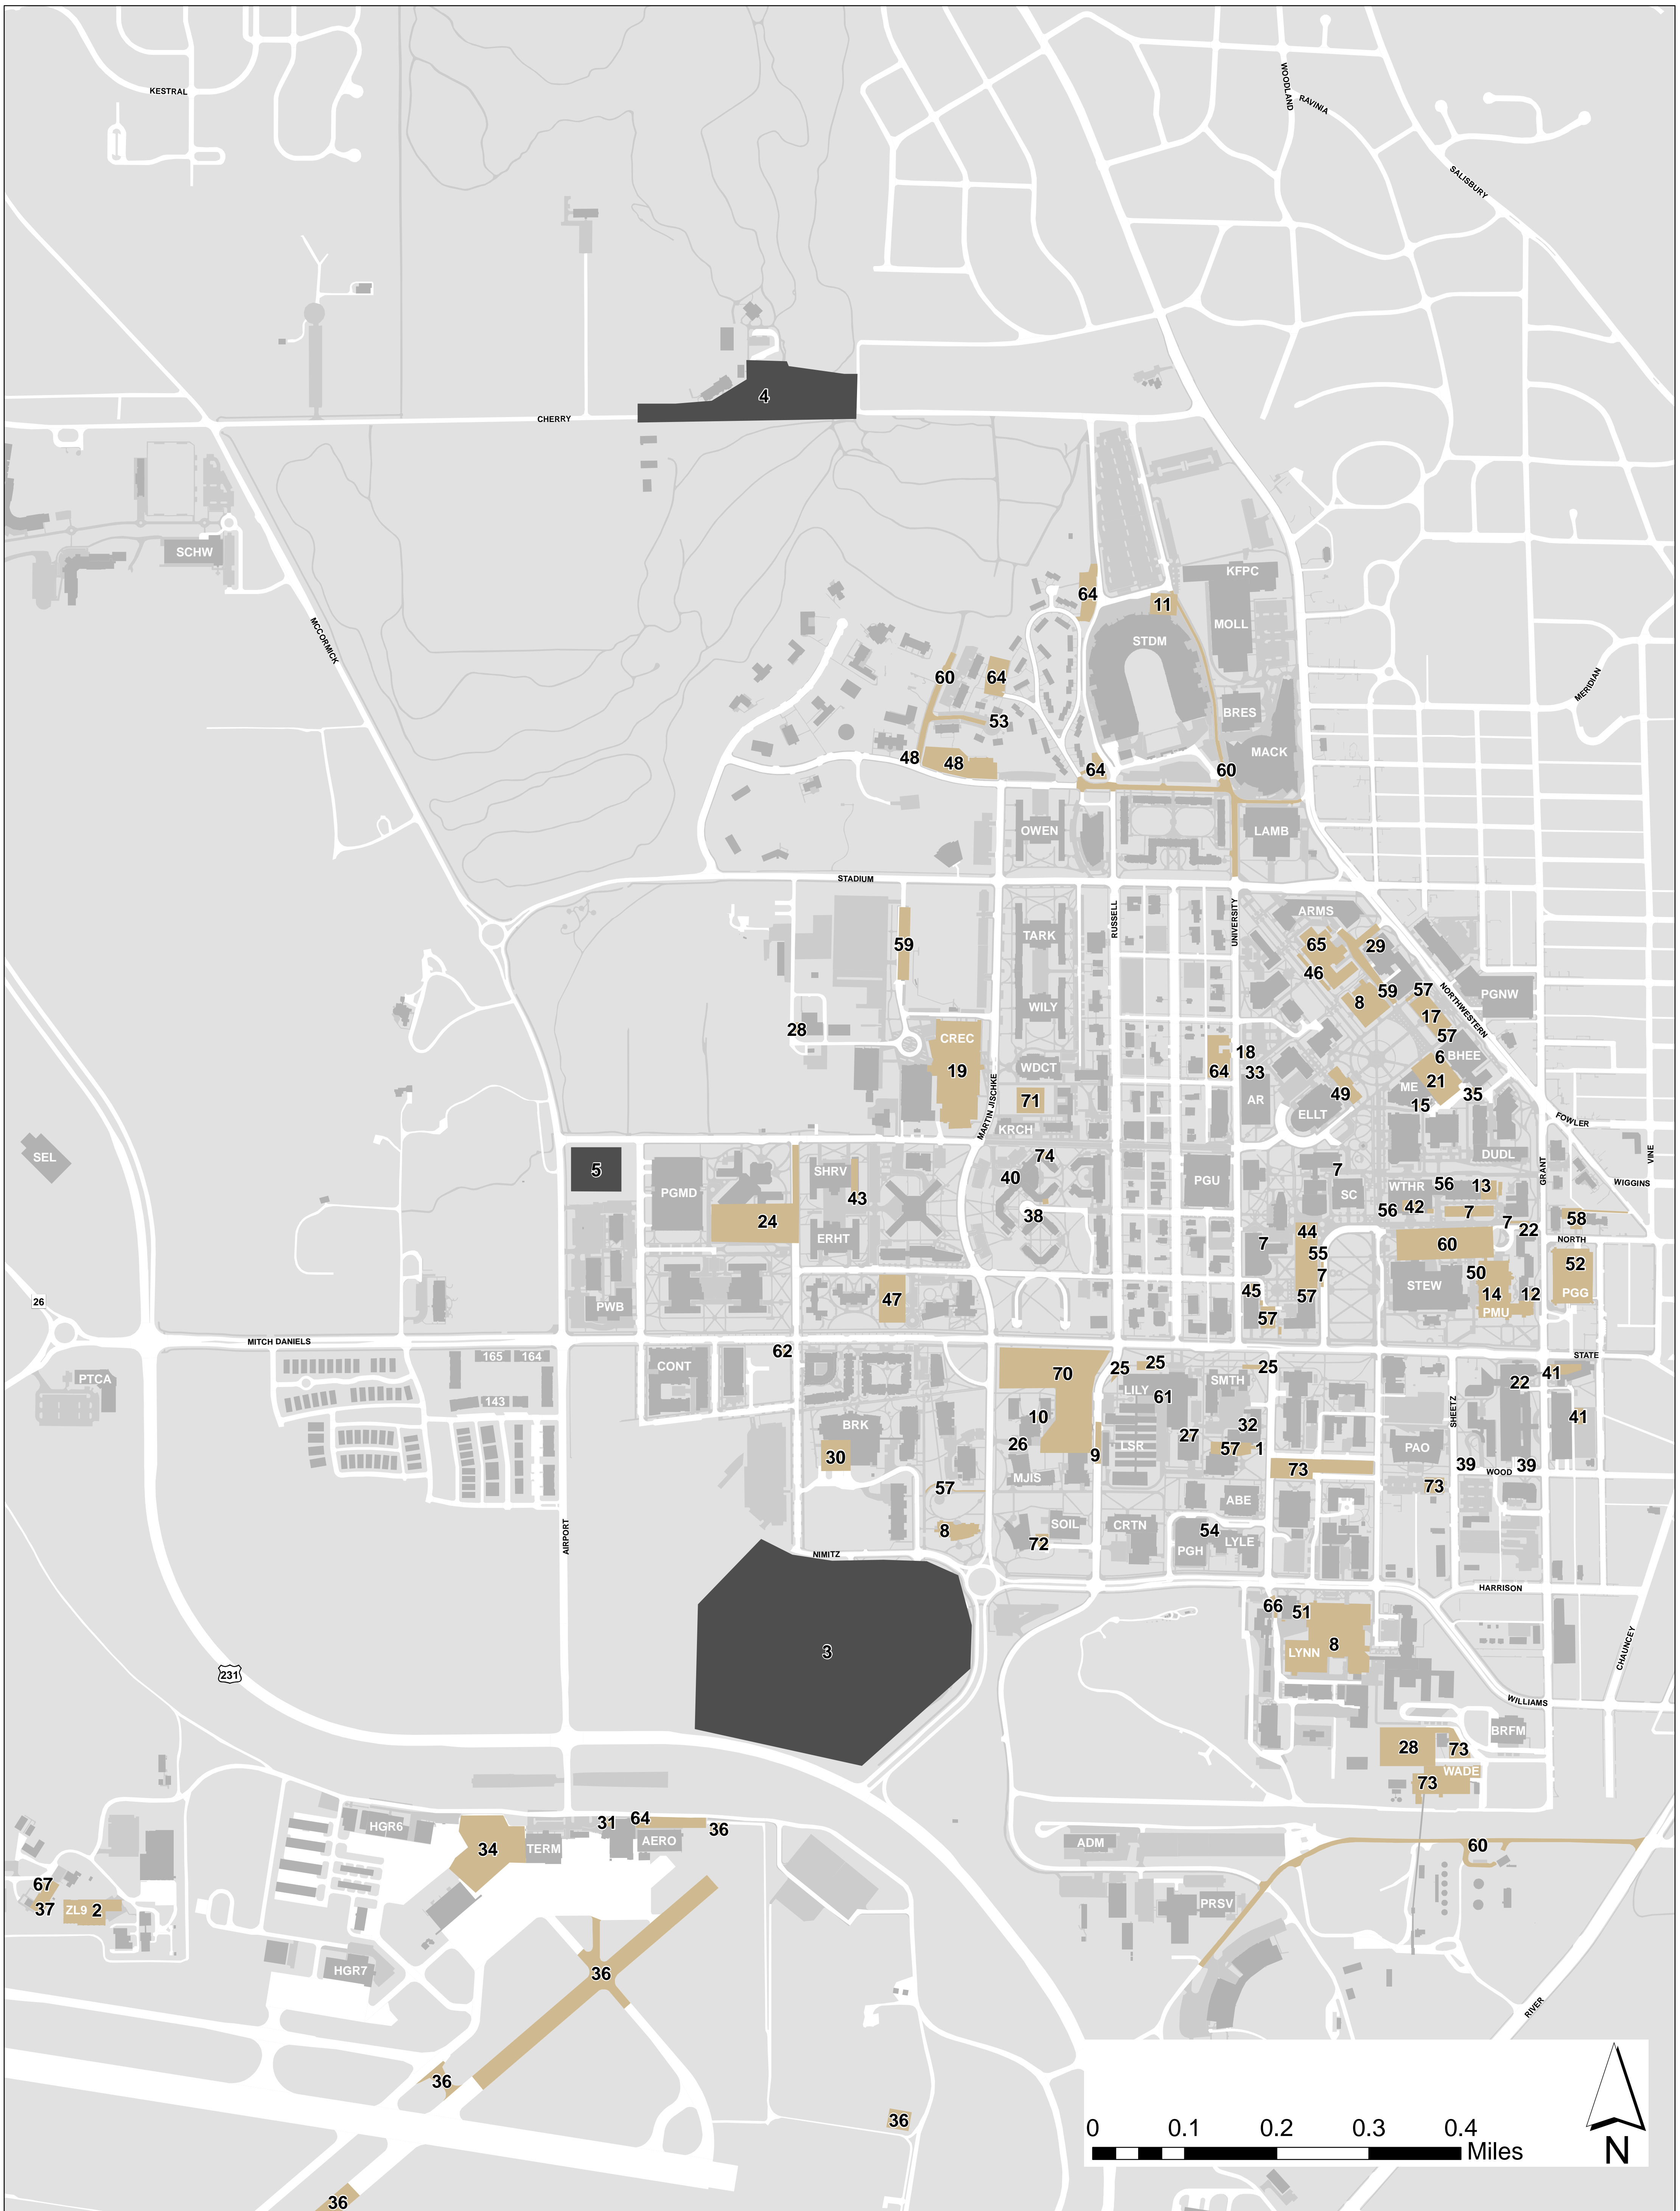 KESTRAL
WOODLAND
RAVINIA
SALISBURY
4
CHERRY
SCHW
KFPC
64
11
MOLL
MCCORMICK
STDM
60
64
MERIDIAN
53
BRES
48
48
MACK
64
60
OWEN
LAMB
STADIUM
RUSSELL
UNIVERSITY
ARMS
TARK
65
29
59
46
59
57
PGNW
8
WILY
17
NORTHWESTERN
28
57
CREC
18
6
BHEE
WDCT
19
64
33
21
ME
35
49
71
AR
15
MARTIN JISCHKE
ELLT
KRCH
FOWLER
SEL
74
DUDL
VINE
5
SHRV
40
7
GRANT
PGMD
43
PGU
SC
WTHR
56
13
WIGGINS
38
56
42
7
24
7
22
58
44
ERHT
7
60
NORTH
55
52
7
50
STEW
45
14
12
PGG
47
57
26
PWB
57
PMU
MITCH DANIELS
62
STATE
165
164
CONT
70
25
25
25
41
PTCA
LILY
61
SMTH
22
143
10
SHEETZ
41
BRK
32
27
26
LSR
57
1
PAO
30
9
39
39
WOOD
73
MJIS
57
73
ABE
8
SOIL
CRTN
54
AIRPORT
72
LYLE
NIMITZ
PGH
HARRISON
66
51
3
8
LYNN
CHAUNCEY
231
WILLIAMS
BRFM
28
73
WADE
73
64
31
36
HGR6
AERO
34
TERM
ADM
60
67
37
ZL9
2
PRSV
HGR7
36
RIVER
36
36
36
0
0.1
0.2
0.3
0.4
Miles
N